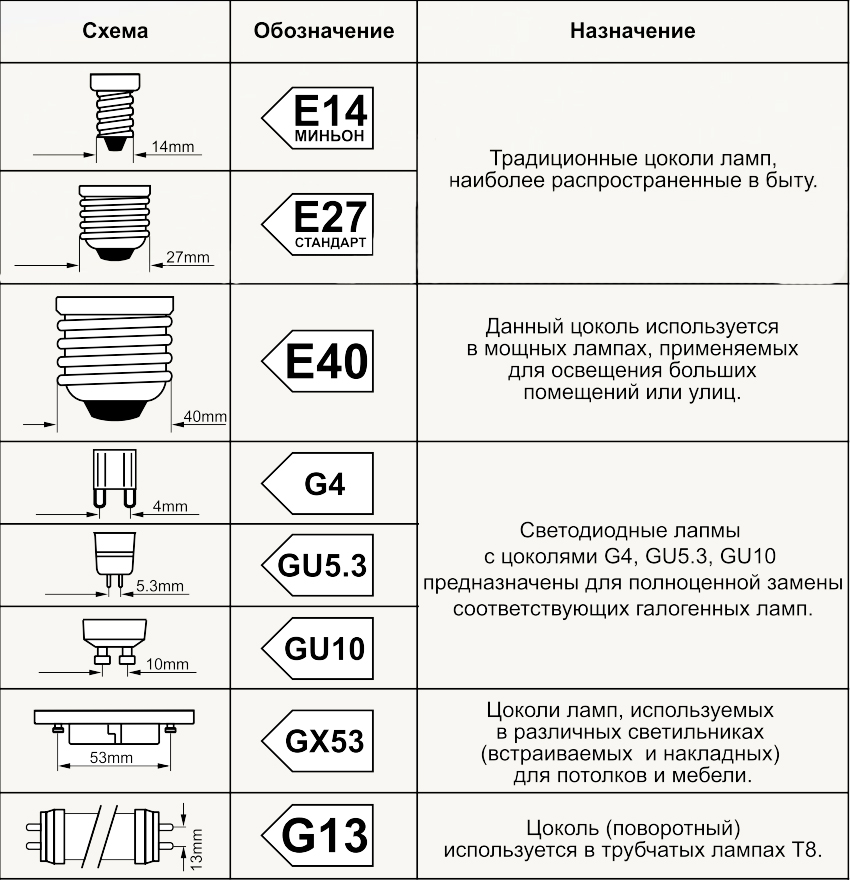 Схема
Обозначение
Назначение
14mm
E14
МИНЬОН
Традиционные цоколи ламп,
наиболее распространенные в быту.
27mm
E27
СТАНДАРТ
40mm
E40
Данный цоколь используется
в мощных лампах, применяемых
для освещения больших
помещений или улиц.
4mm
G4
Светодиодные лапмы
с цоколями G4, GU5.3, GU10
предназначены для полноценной замены
соответствующих галогенных ламп.
5.3mm
GU5.3
10mm
GU10
53mm
GX53
Цоколи ламп, используемых
в различных светильниках
(встраиваемых и накладных)
для потолков и мебели.
13mm
G13
Цоколь (поворотный)
используется в трубчатых лампах T8.